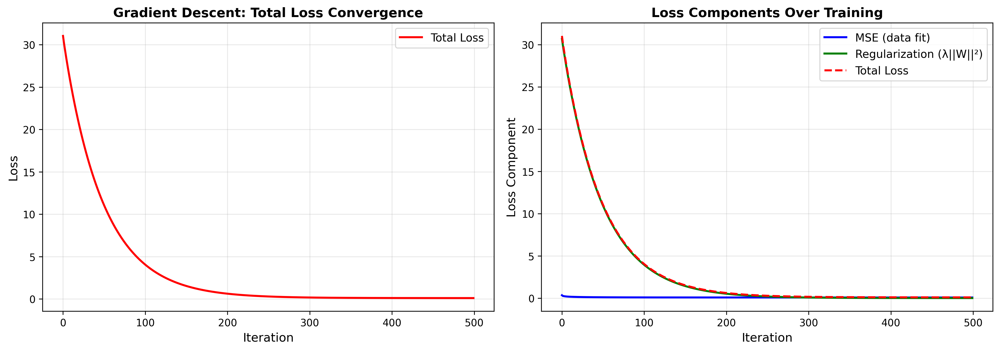 Gradient Descent: Total Loss Convergence
Total Loss
Loss
30
25
20
15
10
5
0
0 100 200 300 400 500
Iteration
Loss Components Over Training
MSE (data fit)
Regularization (λ||W||²)
Total Loss
Loss Component
30
25
20
15
10
5
0
0 100 200 300 400 500
Iteration